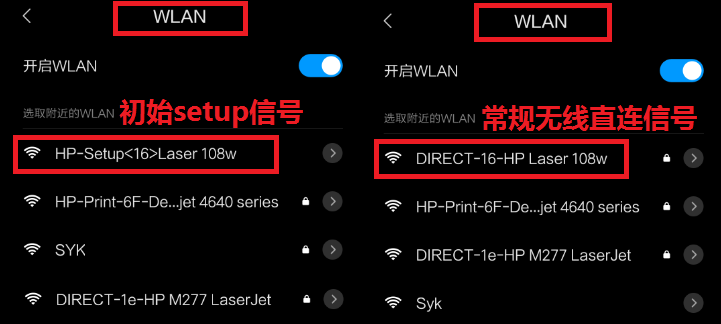 WLAN
开启WLAN
选取附近的WLAN 初始setup信号
HP-Setup<16>Laser 108w
HP-Print-6F-De...jet 4640 series
SYK
DIRECT-1e-HP M277 LaserJet
WLAN
开启WLAN
选取附近的WLAN 常规无线直连信号
DIRECT-16-HP Laser 108w
HP-Print-6F-De...jet 4640 series
DIRECT-1e-HP M277 LaserJet
Syk